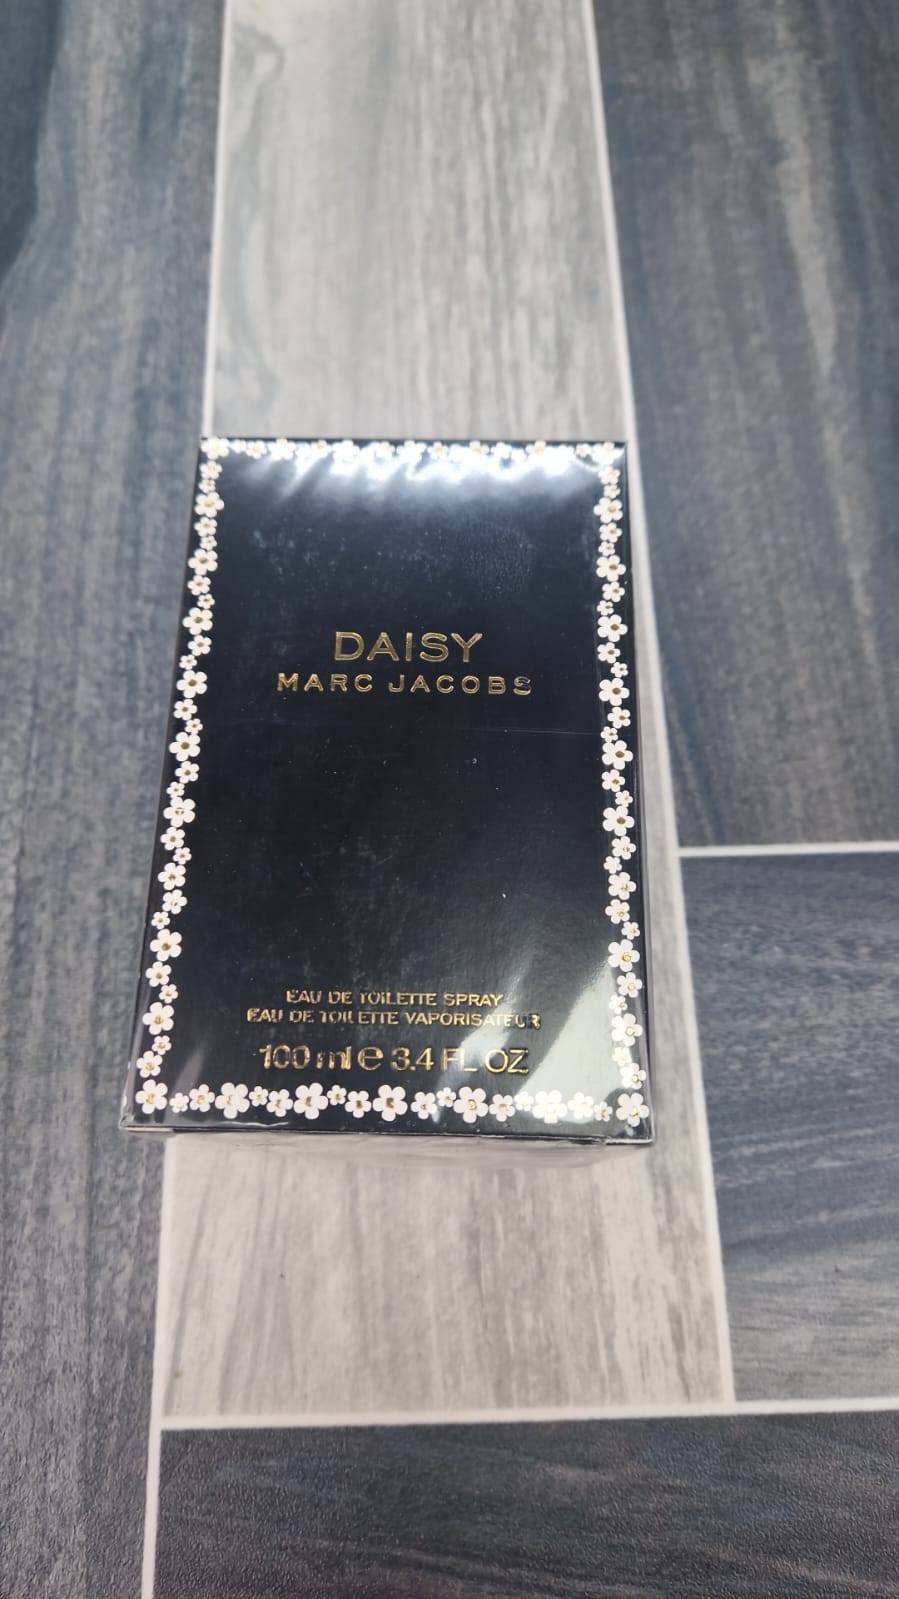 DAISY
MARC JACOBS
EAU DE TOILETTE SPRAY
EAU DE TOILETTE VAPORISATEUR
100 ml e 3.4 FL OZ